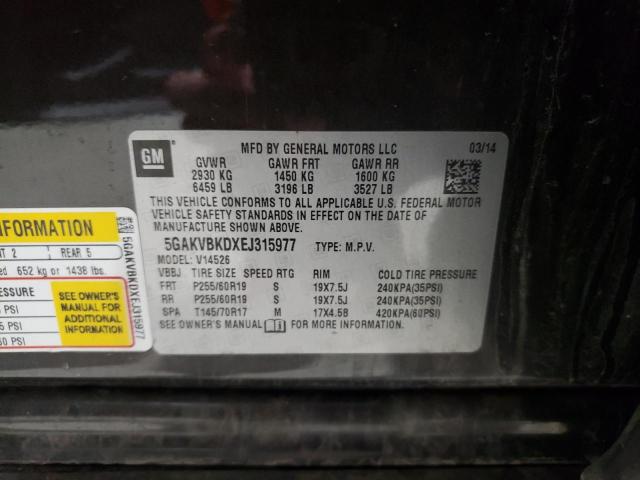 GM
MFD BY GENERAL MOTORS LLC 03/14
GVWR GAWR FRT GAWR RR
2930 KG 1450 KG 1600 KG
6459 LB 3196 LB 3527 LB
THIS VEHICLE CONFORMS TO ALL APPLICABLE U.S. FEDERAL MOTOR
VEHICLE SAFETY STANDARDS IN EFFECT ON THE DATE OF
MANUFACTURE SHOWN ABOVE.
5GAKVBKDXEJ315977 TYPE: M.P.V.
MODEL: V14526
VBBJ TIRE SIZE SPEED RTG RIM COLD TIRE PRESSURE
FRT P255/60R19 S 19X7.5J 240KPA(35PSI)
RR P255/60R19 S 19X7.5J 240KPA(35PSI)
SPA T145/70R17 M 17X4.5B 420KPA(60PSI)
SEE OWNER'S MANUAL FOR MORE INFORMATION
INFORMATION
2 REAR 5
652 kg or 1438 lbs.
SEE OWNER'S
MANUAL FOR
ADDITIONAL
INFORMATION
PSI
5GAKVBKDXEJ315977